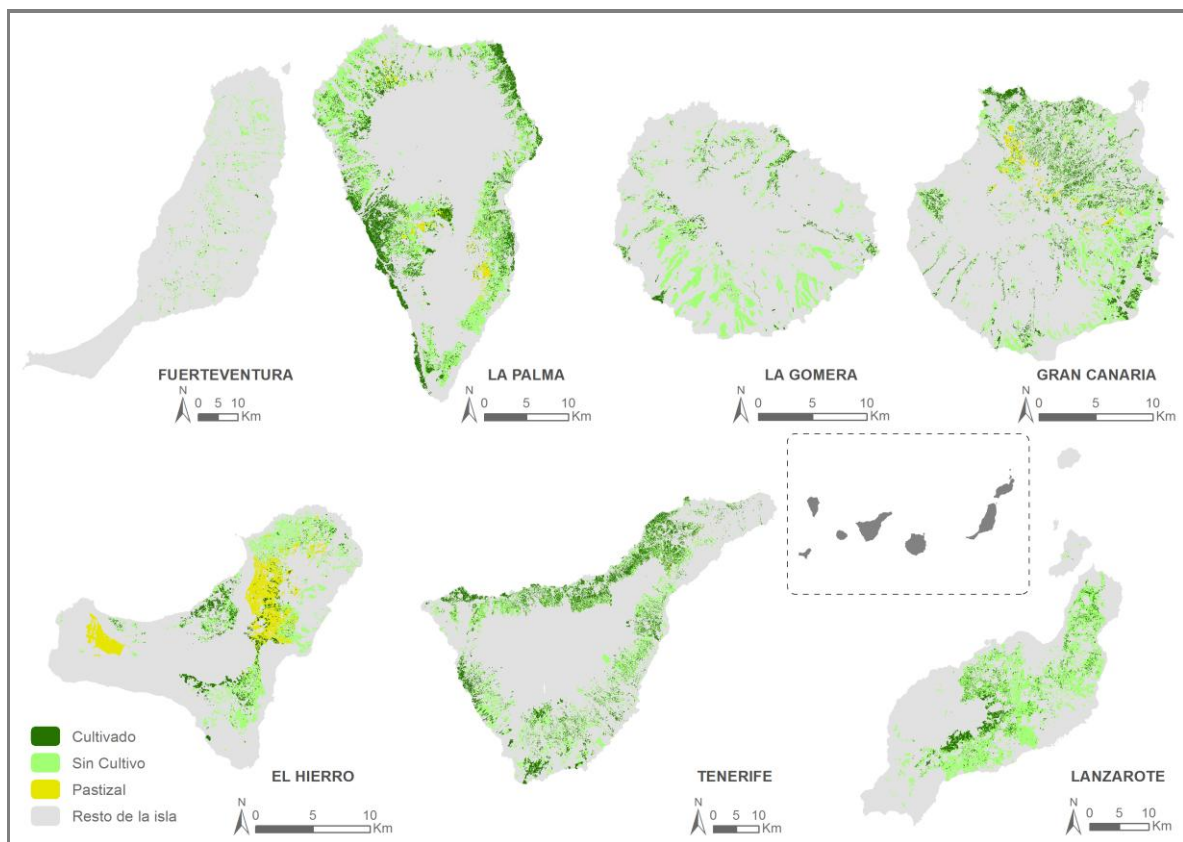 FUERTEVENTURA
N
0 5 10
Km
LA PALMA
N
0 5 10
Km
LA GOMERA
N
0 5 10
Km
GRAN CANARIA
N
0 5 10
Km
Cultivado
Sin Cultivo
Pastizal
Resto de la isla
EL HIERRO
N
0 5 10
Km
TENERIFE
N
0 5 10
Km
LANZAROTE
N
0 5 10
Km